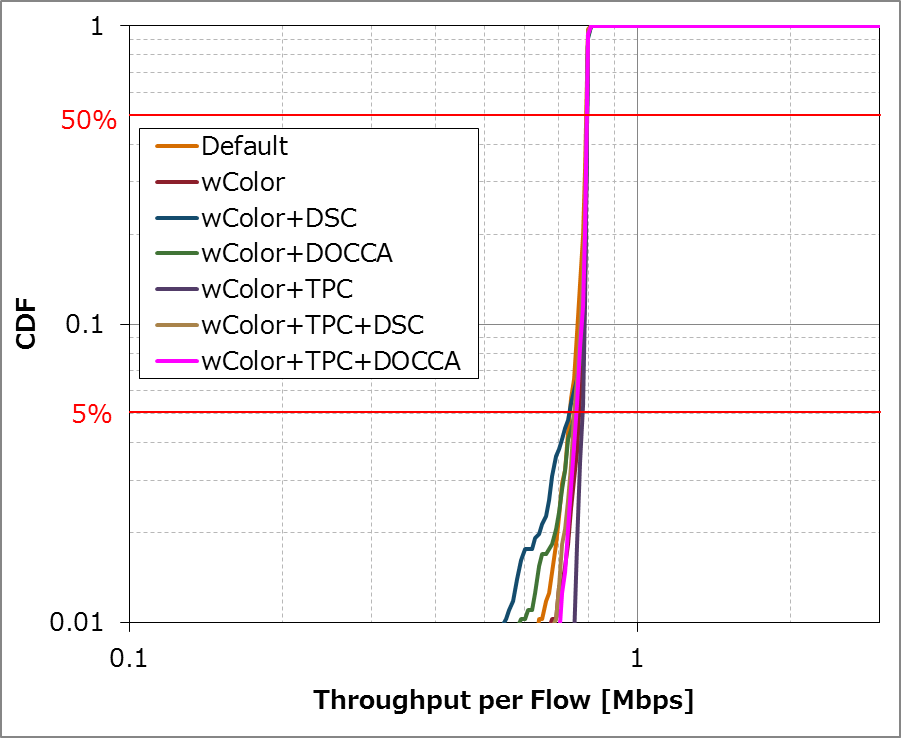 1
50%
Default
wColor
wColor+DSC
wColor+DOCCA
wColor+TPC
wColor+TPC+DSC
wColor+TPC+DOCCA
CDF
0.1
5%
0.01
0.1 1
Throughput per Flow [Mbps]